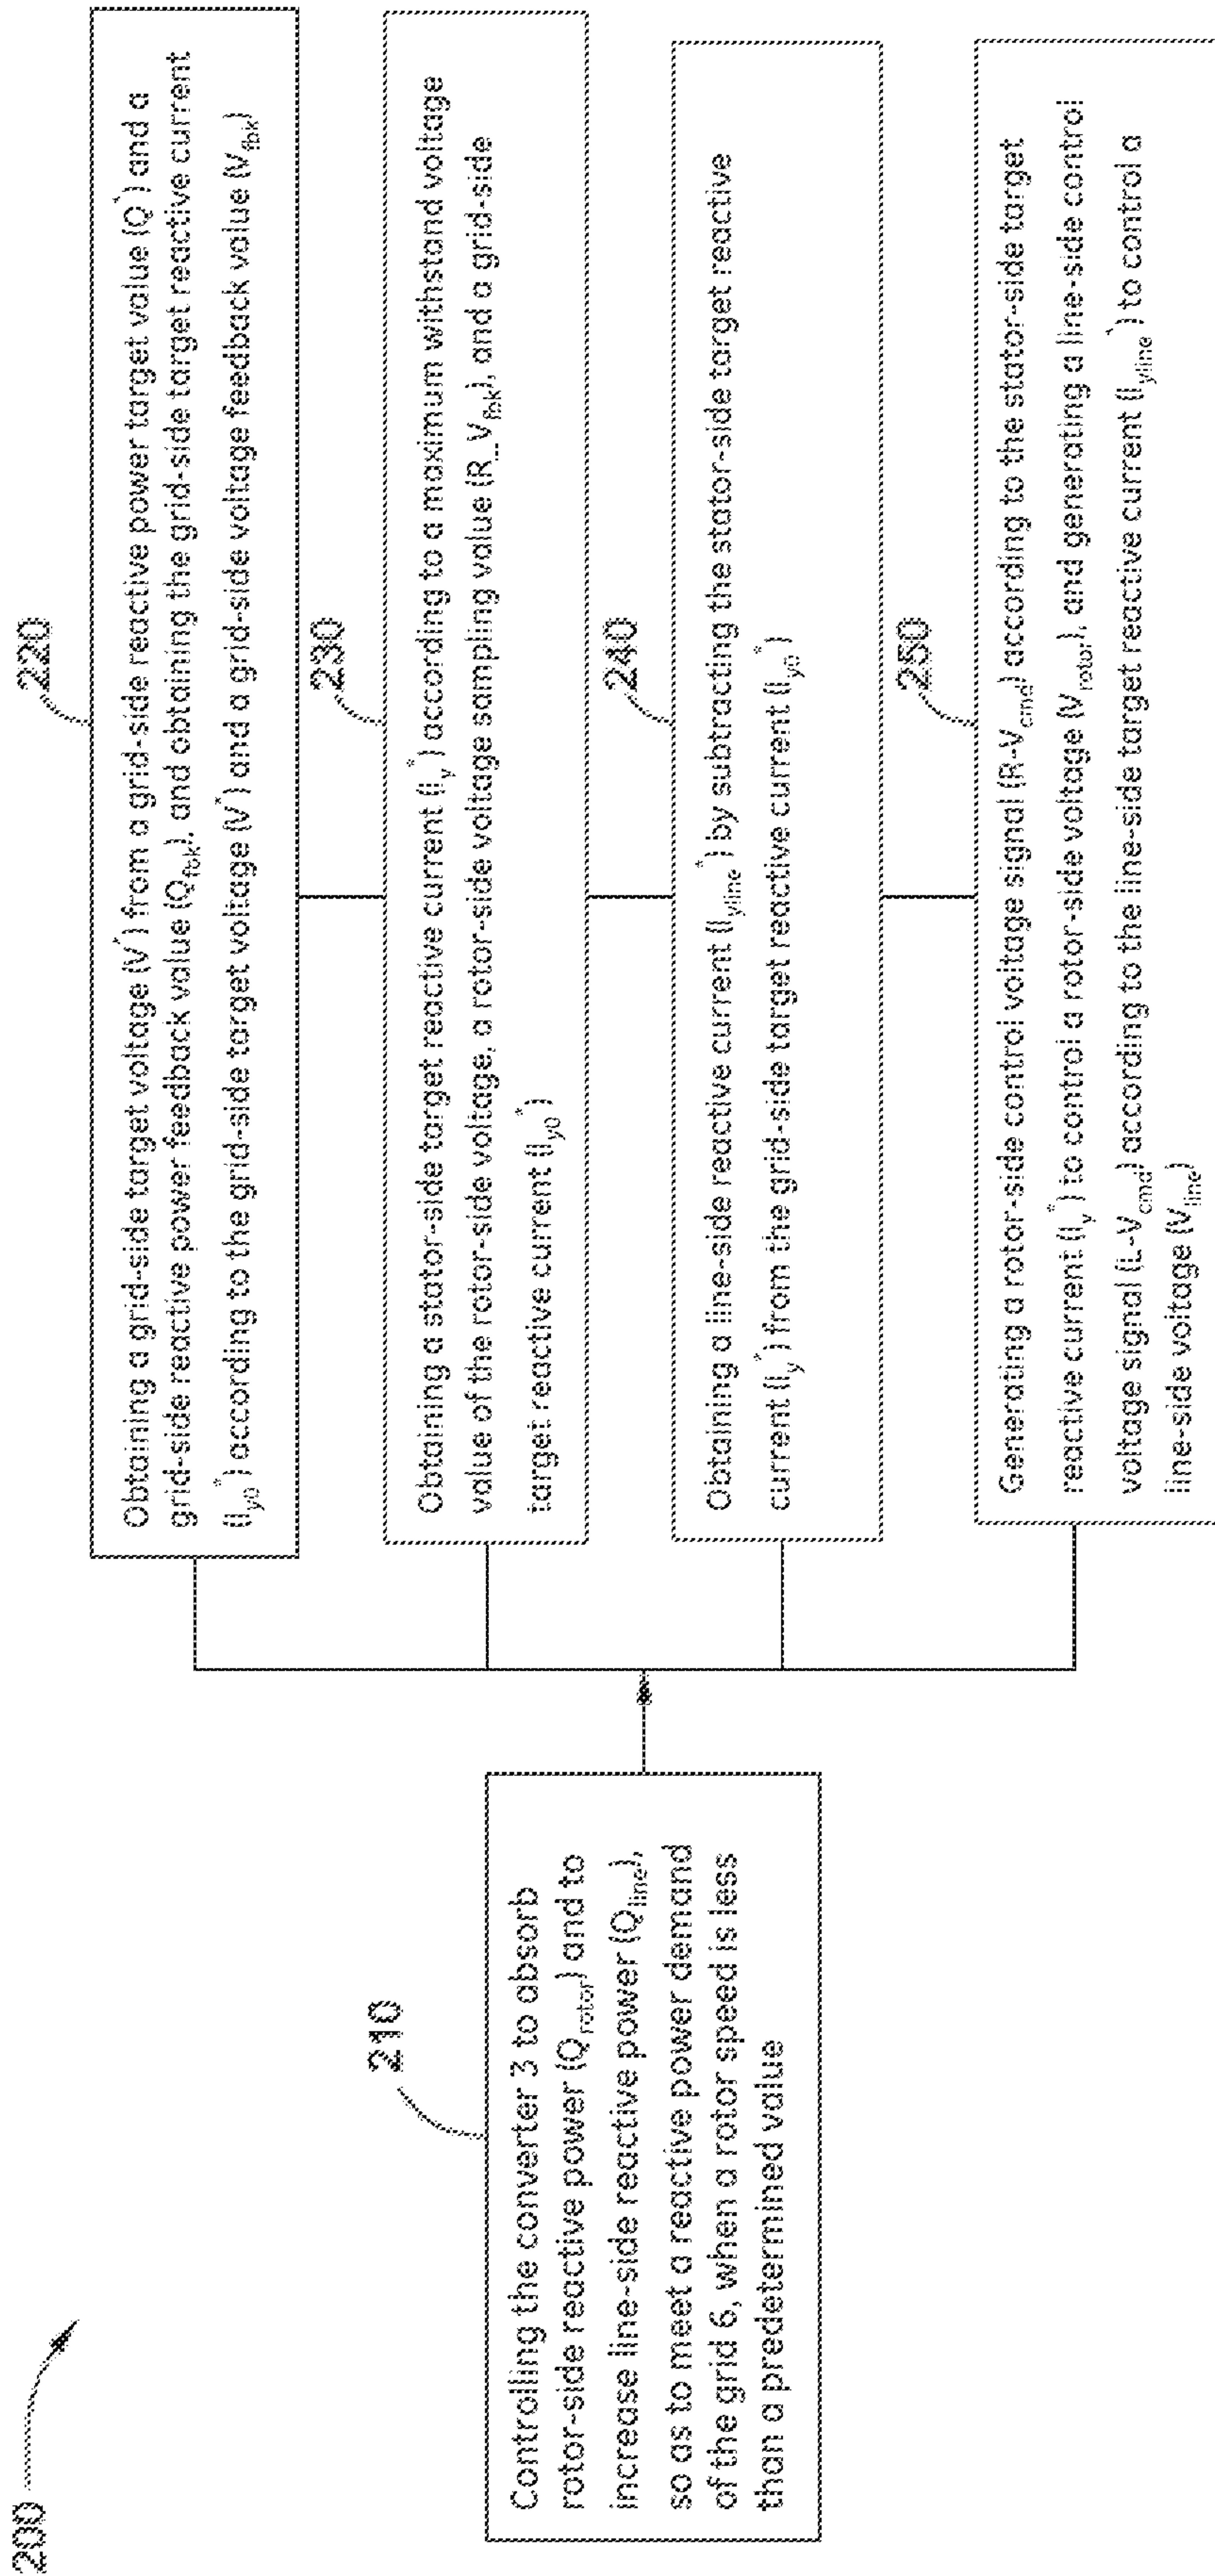 200
210
Controlling the converter 3 to absorb
rotor-side reactive power (Q_rotor) and to
increase line-side reactive power (Q_line),
so as to meet a reactive power demand
of the grid 6, when a rotor speed is less
than a predetermined value
220
Obtaining a grid-side target voltage (V*) from a grid-side reactive power target value (Q*) and a
grid-side reactive power feedback value (Q_fbk), and obtaining the grid-side target reactive current
(I_y0*) according to the grid-side target voltage (V*) and a grid-side voltage feedback value (V_fbk)
230
Obtaining a stator-side target reactive current (I_y*) according to a maximum withstand voltage
value of the rotor-side voltage, a rotor-side voltage sampling value (R_V_fbk), and a grid-side
target reactive current (I_y0*)
240
Obtaining a line-side reactive current (I_yline*) by subtracting the stator-side target reactive
current (I_y*) from the grid-side target reactive current (I_y0*)
250
Generating a rotor-side control voltage signal (R-V_cmd) according to the stator-side target
reactive current (I_y*) to control a rotor-side voltage (V_rotor), and generating a line-side control
voltage signal (L-V_cmd) according to the line-side target reactive current (I_yline*) to control a
line-side voltage (V_line)